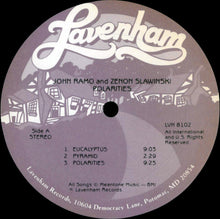 Lavenham
JOHN RAMO and ZENON SLAWINSKI
POLARITIES
Side A
STEREO
LVH 8102
All International
and U.S. Rights
Reserved.
1. EUCALYPTUS 9:05
2. PYRAMID 2:29
3. POLARITIES 9:25
All Songs © Meantone Music — BMI
℗ Lavenham Records
Lavenham Records, 10604 Democracy Lane, Potomac, MD 20854